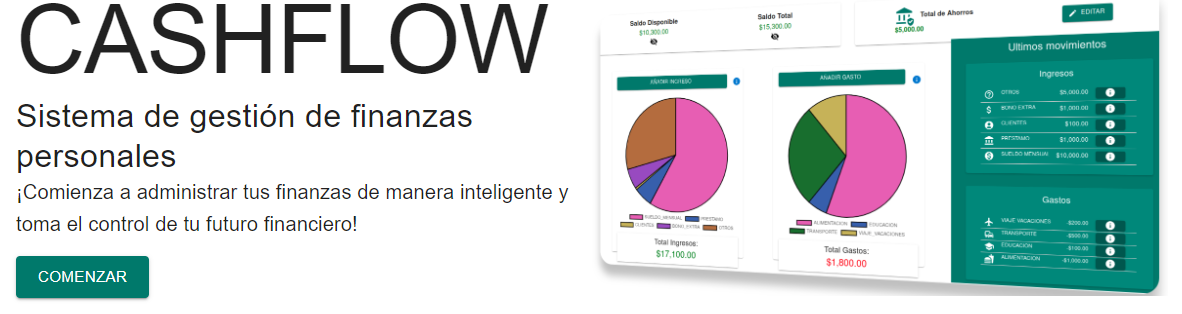 CASHFLOW
Sistema de gestión de finanzas
personales
¡Comienza a administrar tus finanzas de manera inteligente y
toma el control de tu futuro financiero!
COMENZAR
Saldo Disponible
$10,300.00
Saldo Total
$15,300.00
Total de Ahorros
$5,000.00
EDITAR
AÑADIR INGRESO
SUELDO_MENSUAL PRESTAMO
CLIENTES BONO_EXTRA OTROS
Total Ingresos:
$17,100.00
AÑADIR GASTO
ALIMENTACION EDUCACION
TRANSPORTE VIAJE_VACACIONES
Total Gastos:
$1,800.00
Ultimos movimientos
Ingresos
OTROS $5,000.00
BONO EXTRA $1,000.00
CLIENTES $100.00
PRESTAMO $1,000.00
SUELDO MENSUAL $10,000.00
Gastos
VIAJE VACACIONES -$200.00
TRANSPORTE -$500.00
EDUCACIÓN -$100.00
ALIMENTACIÓN -$1,000.00